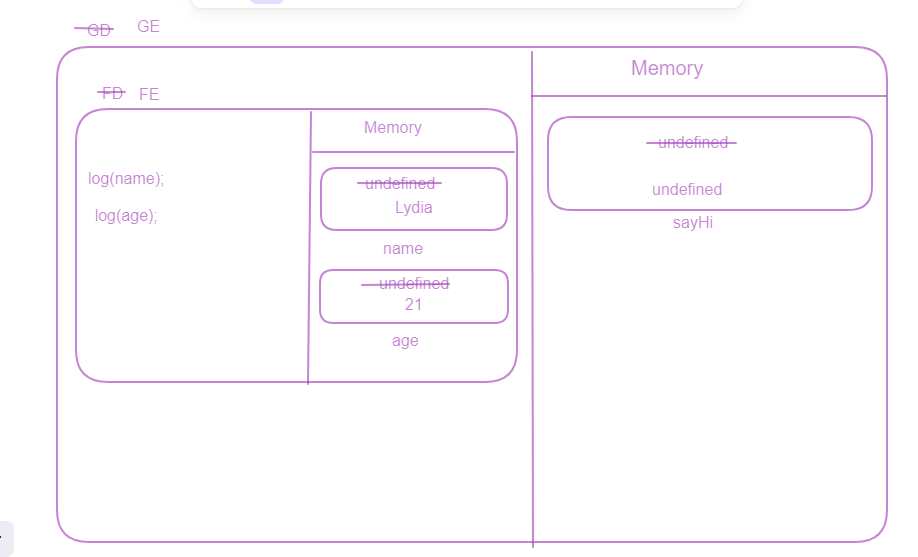 GD GE
Memory
FD FE
Memory
undefined
log(name);
undefined
Lydia
undefined
log(age);
sayHi
name
undefined
21
age